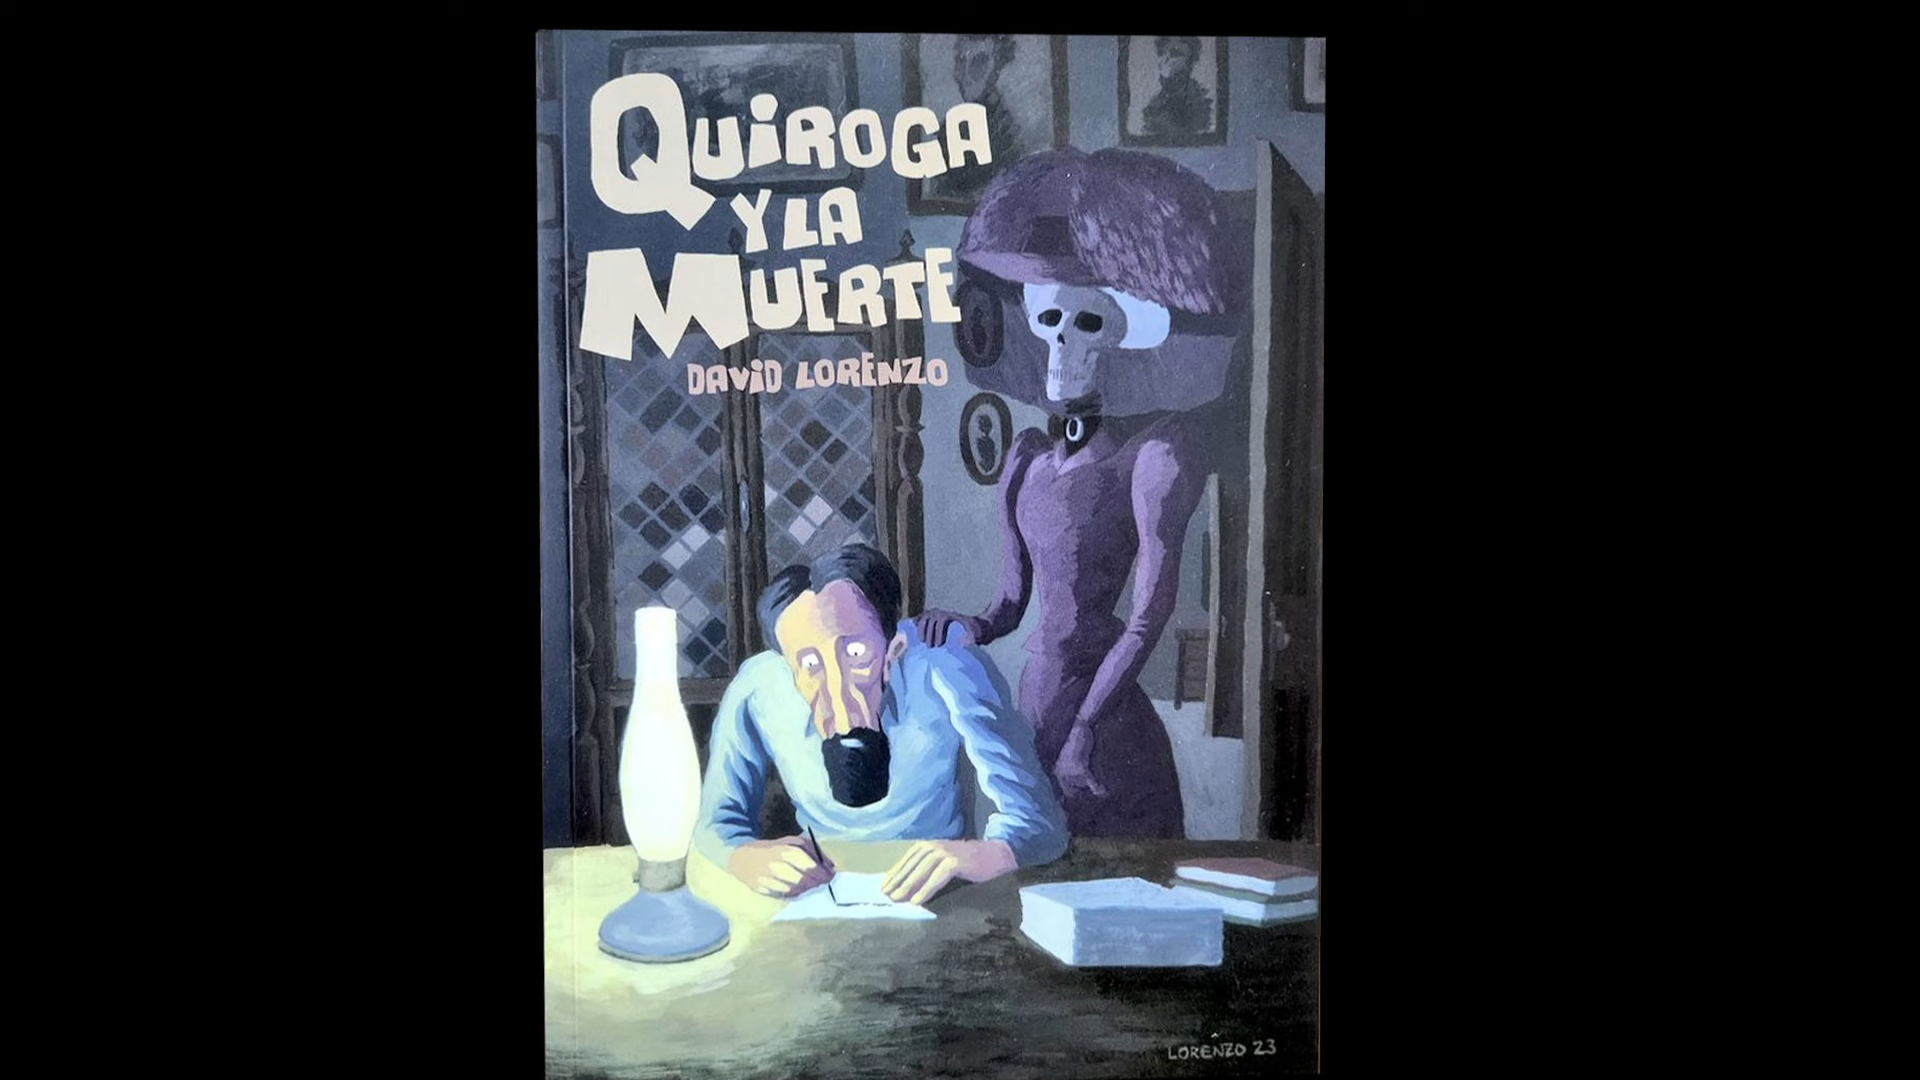 QUIROGA
Y LA
MUERTE
DAVID LORENZO
LORENZO 23